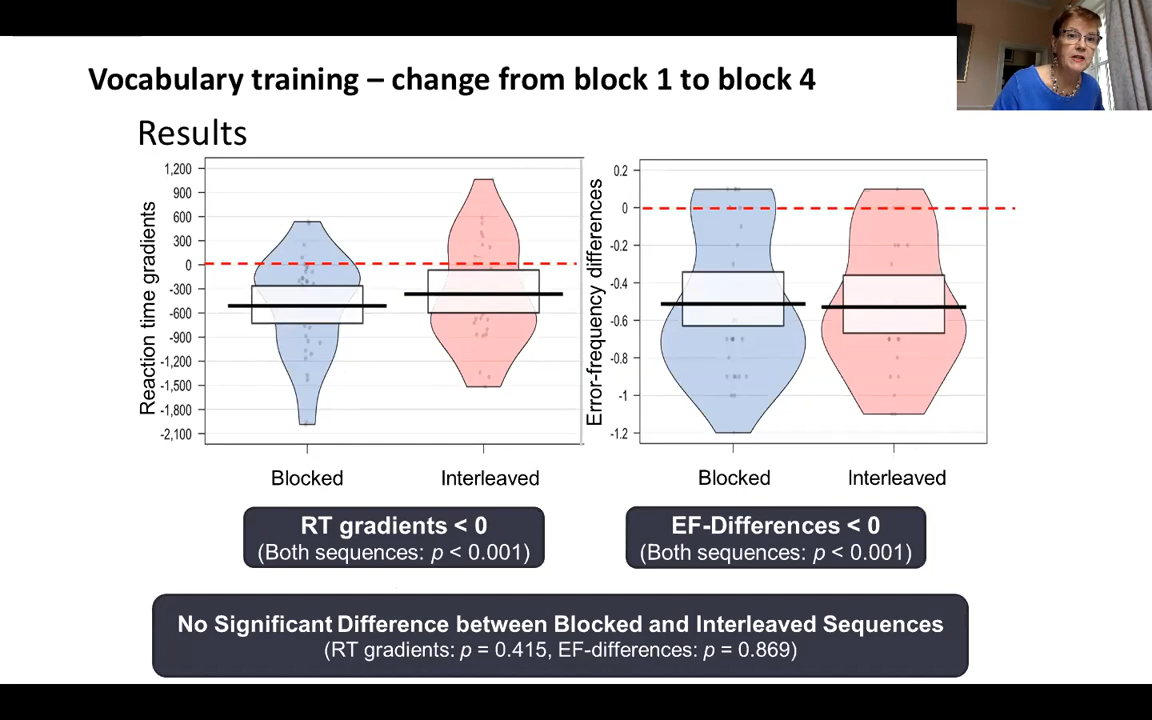 Vocabulary training – change from block 1 to block 4
Results
Reaction time gradients
1,200
900
600
300
0
-300
-600
-900
-1,200
-1,500
-1,800
-2,100
Blocked
Interleaved
Error-frequency differences
0.2
0
-0.2
-0.4
-0.6
-0.8
-1
-1.2
Blocked
Interleaved
RT gradients < 0
(Both sequences: p < 0.001)
EF-Differences < 0
(Both sequences: p < 0.001)
No Significant Difference between Blocked and Interleaved Sequences
(RT gradients: p = 0.415, EF-differences: p = 0.869)